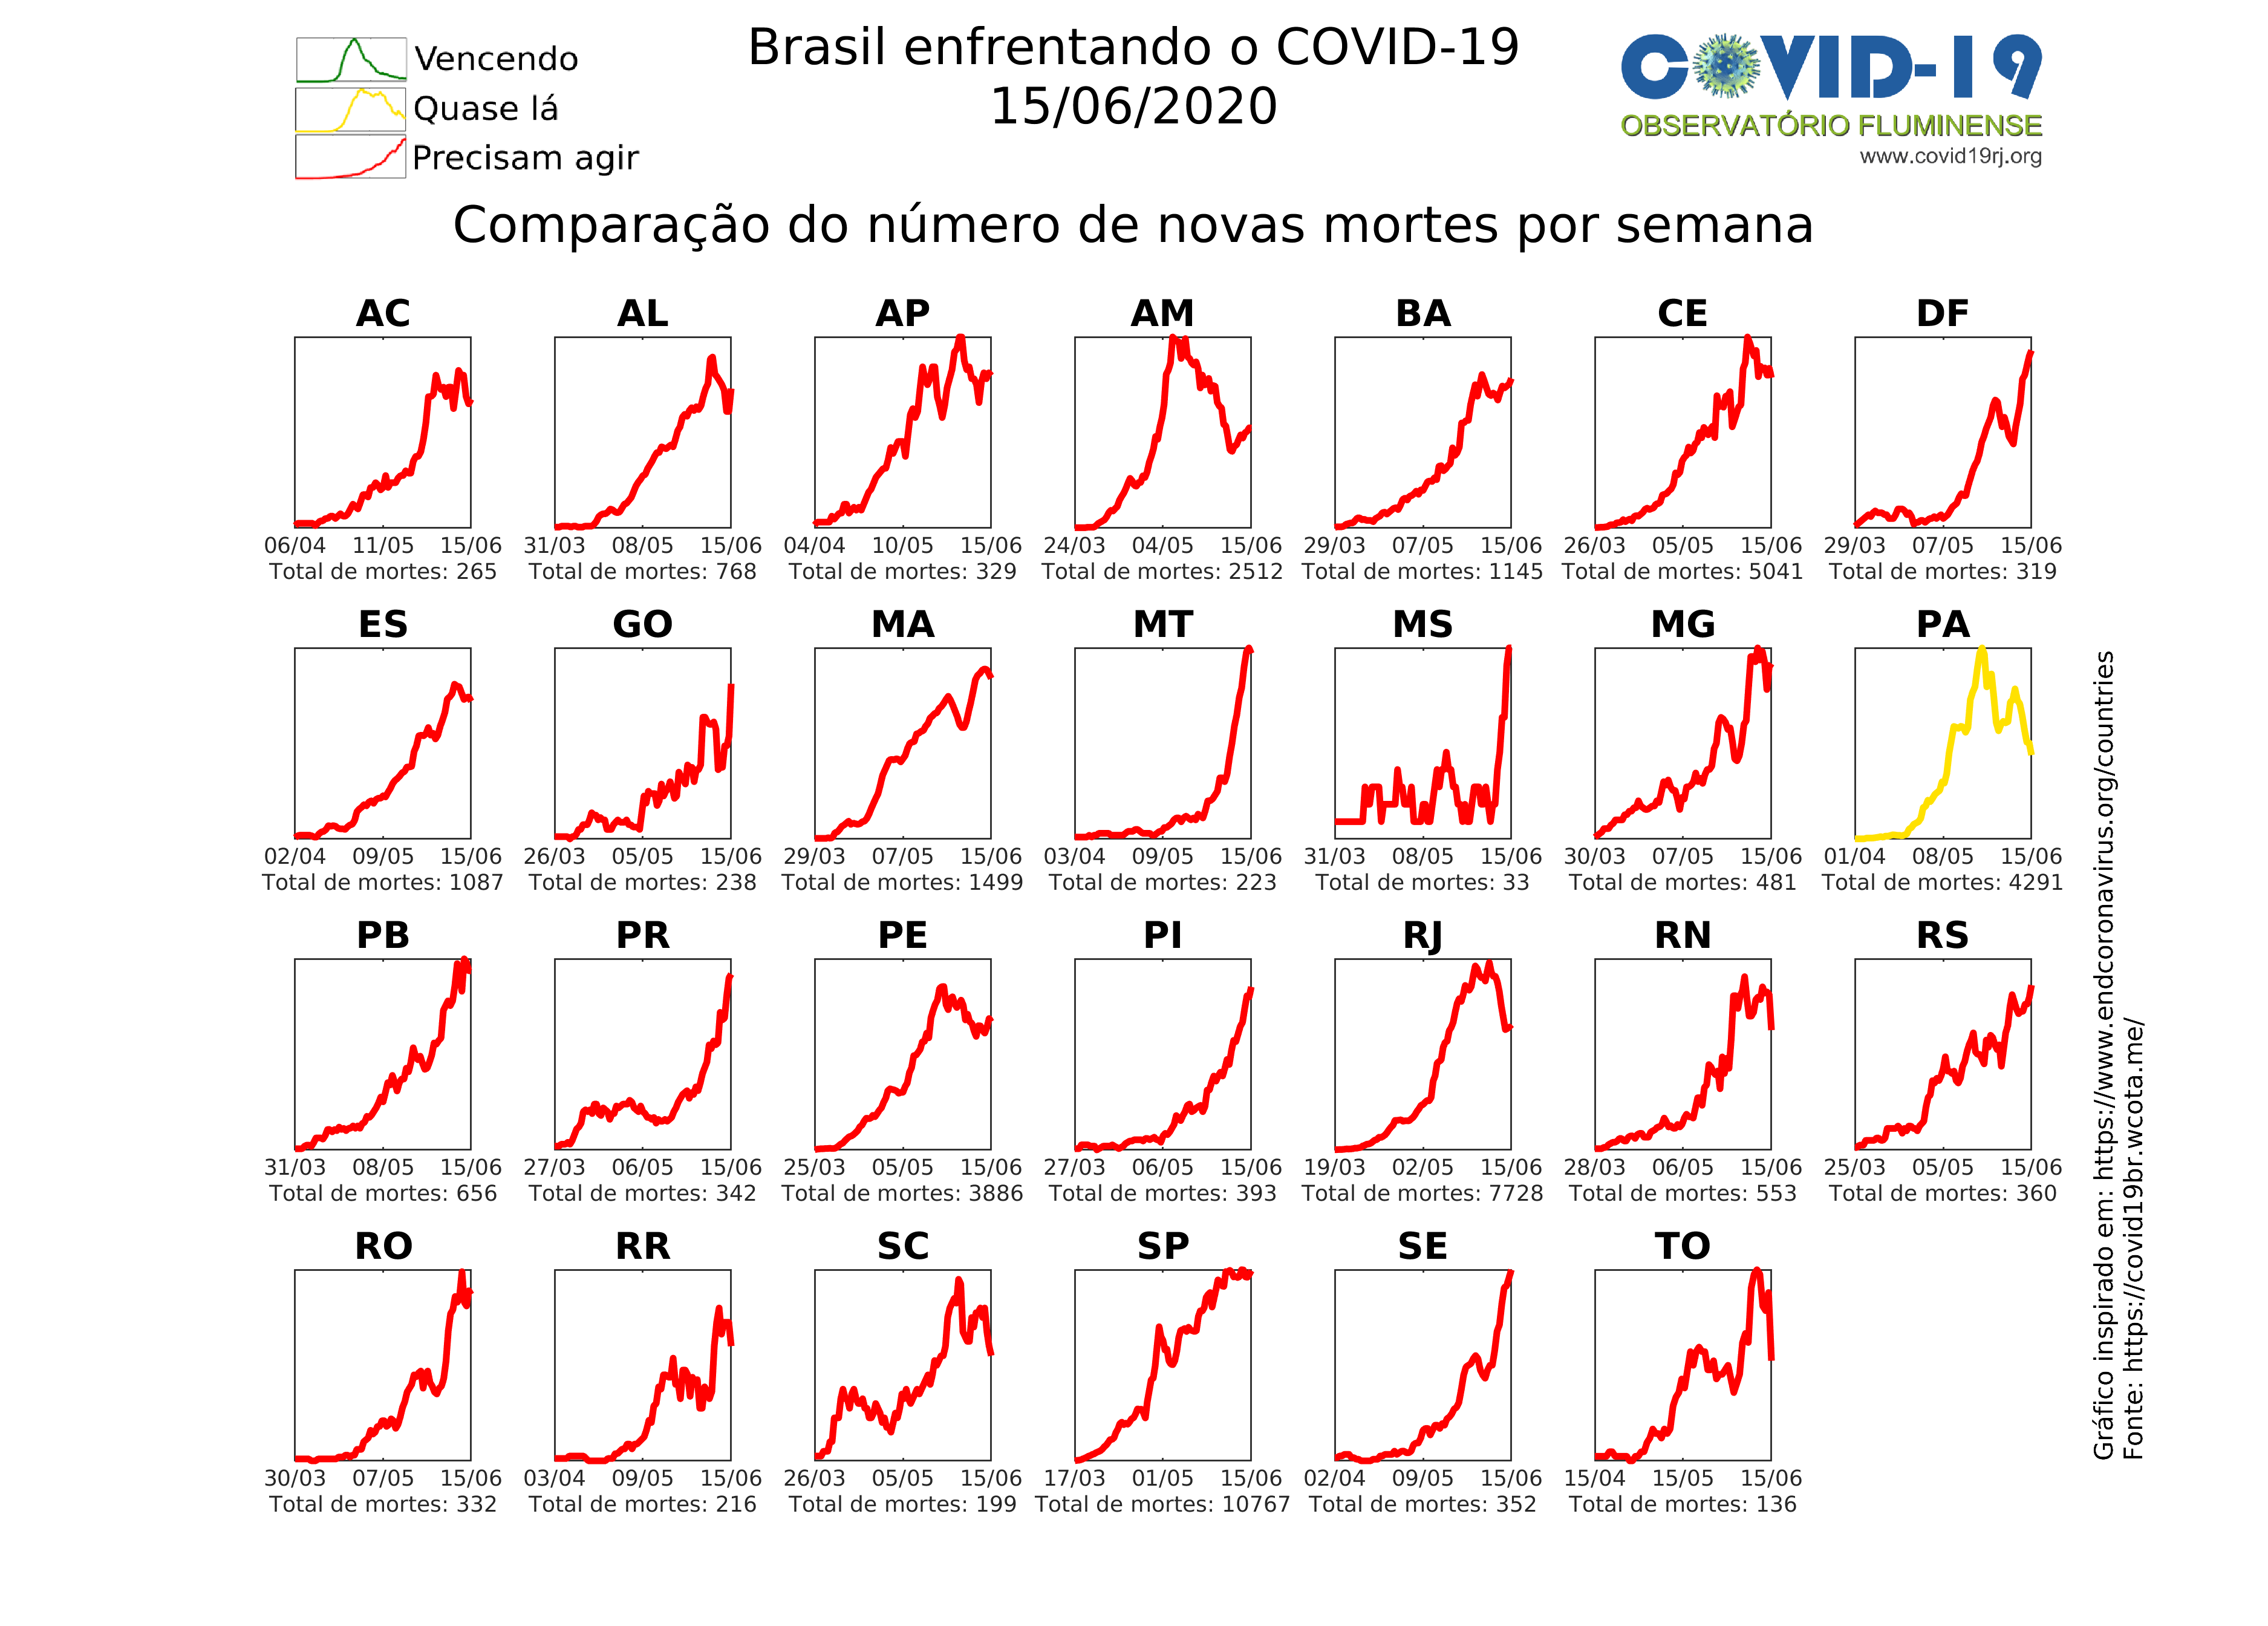 Vencendo
Quase lá
Precisam agir
Brasil enfrentando o COVID-19
15/06/2020
COVID-19
OBSERVATÓRIO FLUMINENSE
www.covid19rj.org
Comparação do número de novas mortes por semana
AC AL AP AM BA CE DF
06/04 11/05 15/06 31/03 08/05 15/06 04/04 10/05 15/06 24/03 04/05 15/06 29/03 07/05 15/06 26/03 05/05 15/06 29/03 07/05 15/06
Total de mortes: 265 Total de mortes: 768 Total de mortes: 329 Total de mortes: 2512 Total de mortes: 1145 Total de mortes: 5041 Total de mortes: 319
ES GO MA MT MS MG PA
02/04 09/05 15/06 26/03 05/05 15/06 29/03 07/05 15/06 03/04 09/05 15/06 31/03 08/05 15/06 30/03 07/05 15/06 01/04 08/05 15/06
Total de mortes: 1087 Total de mortes: 238 Total de mortes: 1499 Total de mortes: 223 Total de mortes: 33 Total de mortes: 481 Total de mortes: 4291
PB PR PE PI RJ RN RS
31/03 08/05 15/06 27/03 06/05 15/06 25/03 05/05 15/06 27/03 06/05 15/06 19/03 02/05 15/06 28/03 06/05 15/06 25/03 05/05 15/06
Total de mortes: 656 Total de mortes: 342 Total de mortes: 3886 Total de mortes: 393 Total de mortes: 7728 Total de mortes: 553 Total de mortes: 360
RO RR SC SP SE TO
30/03 07/05 15/06 03/04 09/05 15/06 26/03 05/05 15/06 17/03 01/05 15/06 02/04 09/05 15/06 15/04 15/05 15/06
Total de mortes: 332 Total de mortes: 216 Total de mortes: 199 Total de mortes: 10767 Total de mortes: 352 Total de mortes: 136
Gráfico inspirado em: https://www.endcoronavirus.org/countries
Fonte: https://covid19br.wcota.me/